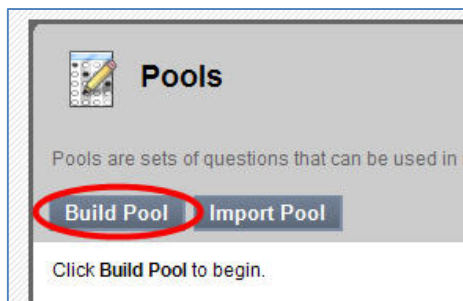 Pools
Pools are sets of questions that can be used in
Build Pool
Import Pool
Click Build Pool to begin.